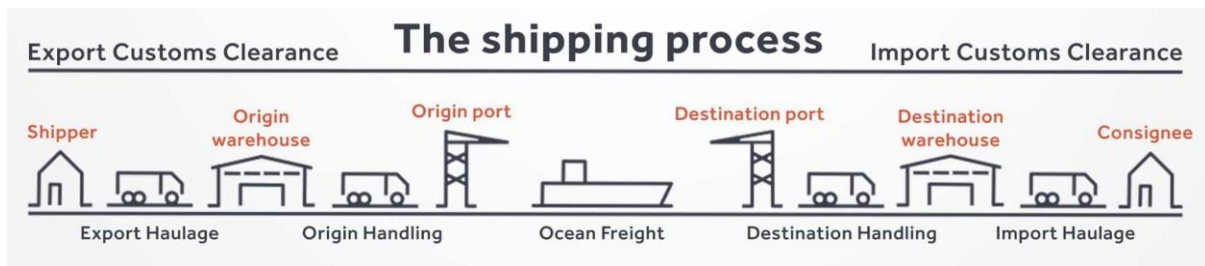 The shipping process
Export Customs Clearance
Import Customs Clearance
Shipper
Origin
warehouse
Origin port
Destination port
Destination
warehouse
Consignee
Export Haulage
Origin Handling
Ocean Freight
Destination Handling
Import Haulage